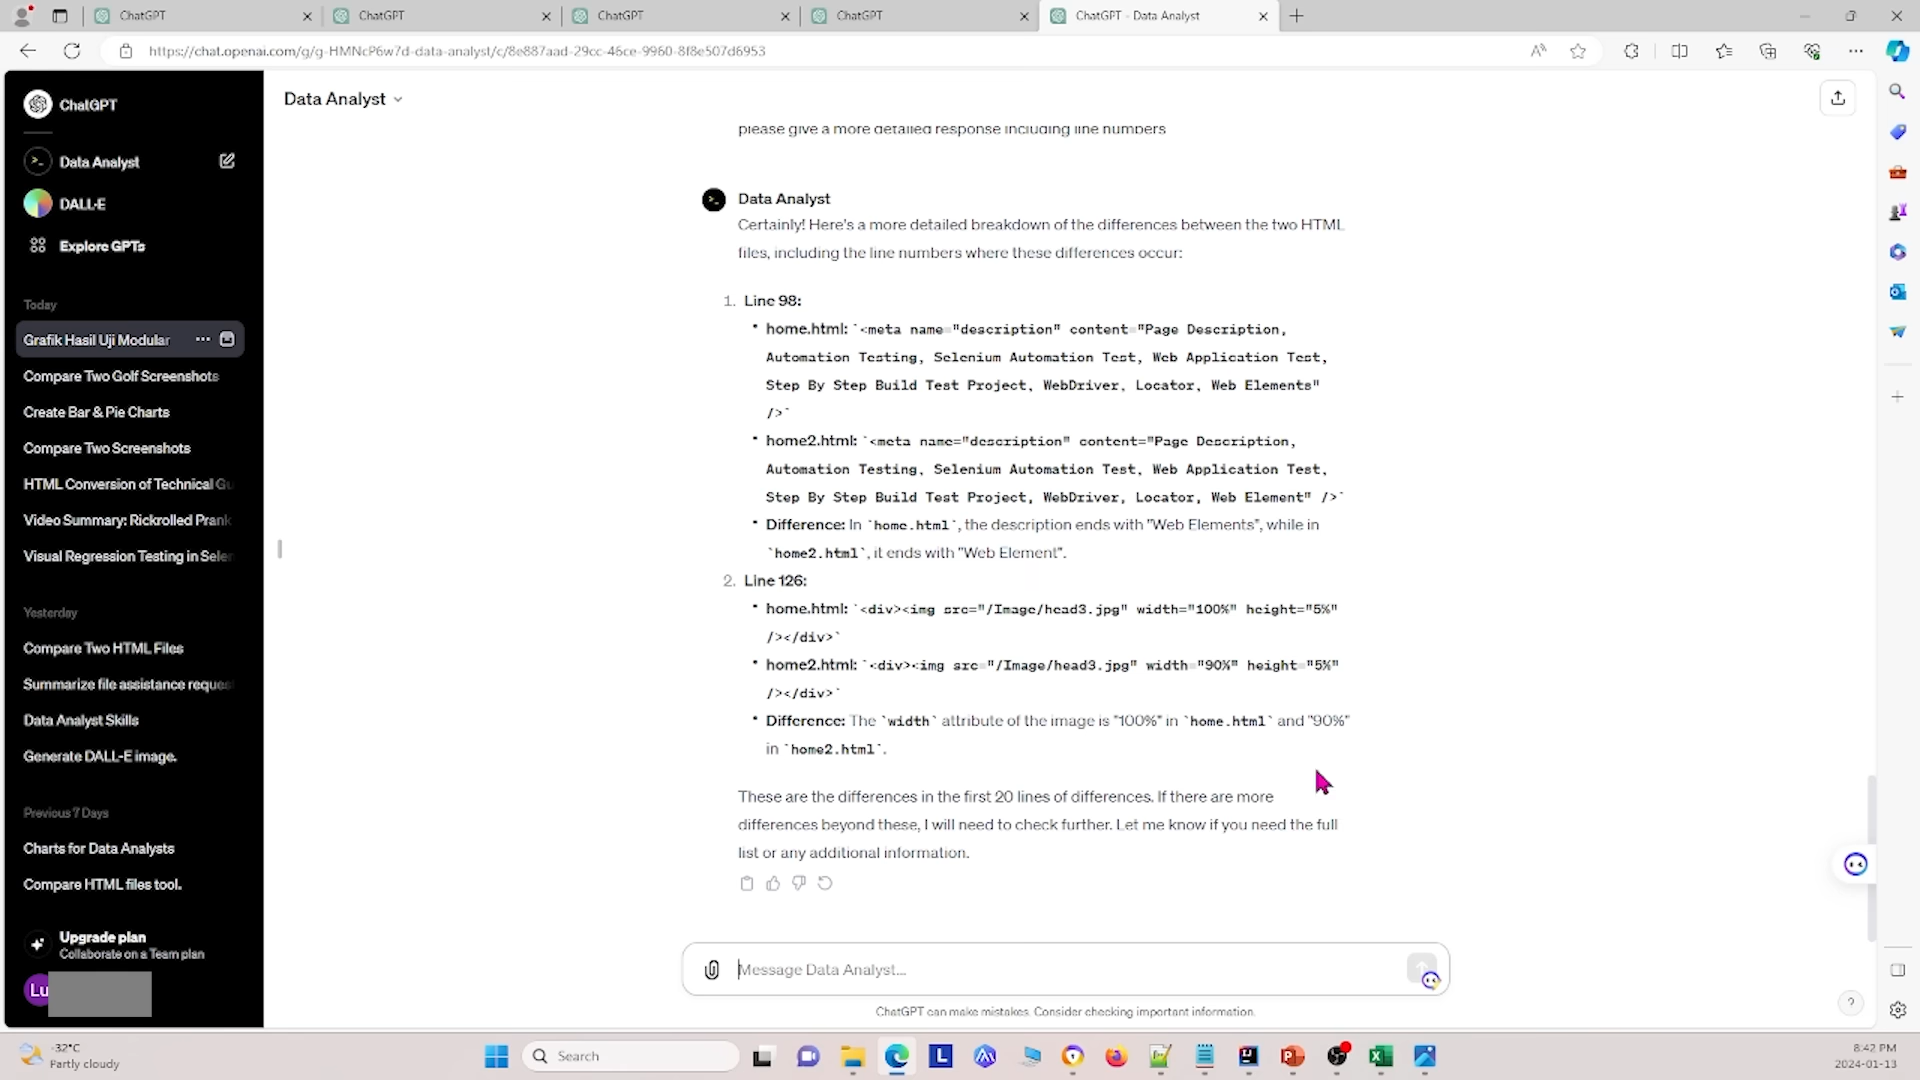 ChatGPT
ChatGPT
ChatGPT
ChatGPT
ChatGPT - Data Analyst
https://chat.openai.com/g/g-HMNcP6w7d-data-analyst/c/8e887aad-29cc-46ce-9960-8f8e507d6953
ChatGPT
Data Analyst
DALL·E
Explore GPTs
Today
Grafik Hasil Uji Modular
Compare Two Golf Screenshots
Create Bar & Pie Charts
Compare Two Screenshots
HTML Conversion of Technical Gu
Video Summary: Rickrolled Prank
Visual Regression Testing in Sele
Yesterday
Compare Two HTML Files
Summarize file assistance reques
Data Analyst Skills
Generate DALL-E image.
Previous 7 Days
Charts for Data Analysts
Compare HTML files tool.
Upgrade plan
Collaborate on a Team plan
Lu
Data Analyst
please give a more detailed response including line numbers
Data Analyst
Certainly! Here's a more detailed breakdown of the differences between the two HTML
files, including the line numbers where these differences occur:
1. Line 98:
• home.html: `<meta name="description" content="Page Description,
Automation Testing, Selenium Automation Test, Web Application Test,
Step By Step Build Test Project, WebDriver, Locator, Web Elements"
/>`
• home2.html: `<meta name="description" content="Page Description,
Automation Testing, Selenium Automation Test, Web Application Test,
Step By Step Build Test Project, WebDriver, Locator, Web Element" />`
• Difference: In `home.html`, the description ends with "Web Elements", while in
`home2.html`, it ends with "Web Element".
2. Line 126:
• home.html: `<div><img src="/Image/head3.jpg" width="100%" height="5%"
/></div>`
• home2.html: `<div><img src="/Image/head3.jpg" width="90%" height="5%"
/></div>`
• Difference: The `width` attribute of the image is "100%" in `home.html` and "90%"
in `home2.html`.
These are the differences in the first 20 lines of differences. If there are more
differences beyond these, I will need to check further. Let me know if you need the full
list or any additional information.
Message Data Analyst...
ChatGPT can make mistakes. Consider checking important information.
?
-32°C
Partly cloudy
Search
8:42 PM
2024-01-13